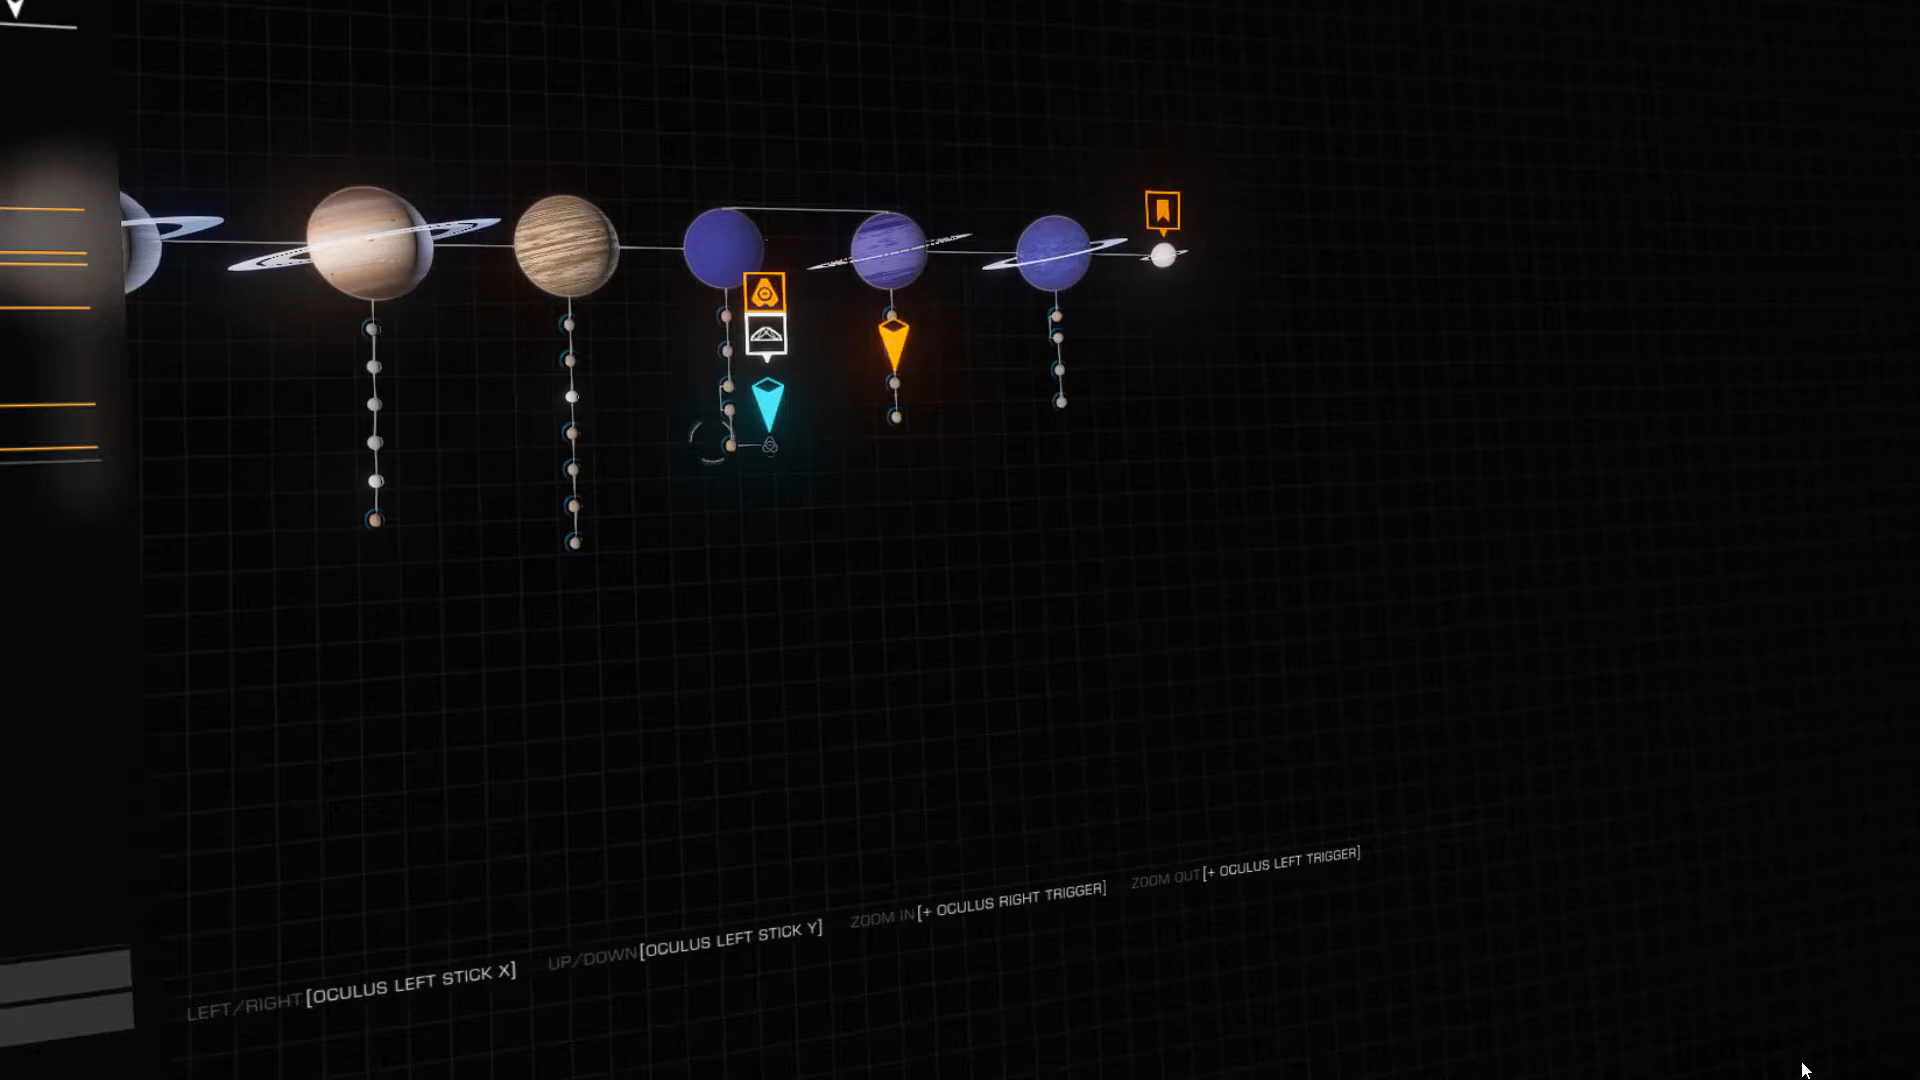 LEFT/RIGHT [OCULUS LEFT STICK X] UP/DOWN [OCULUS LEFT STICK Y] ZOOM IN [+ OCULUS RIGHT TRIGGER] ZOOM OUT [+ OCULUS LEFT TRIGGER]